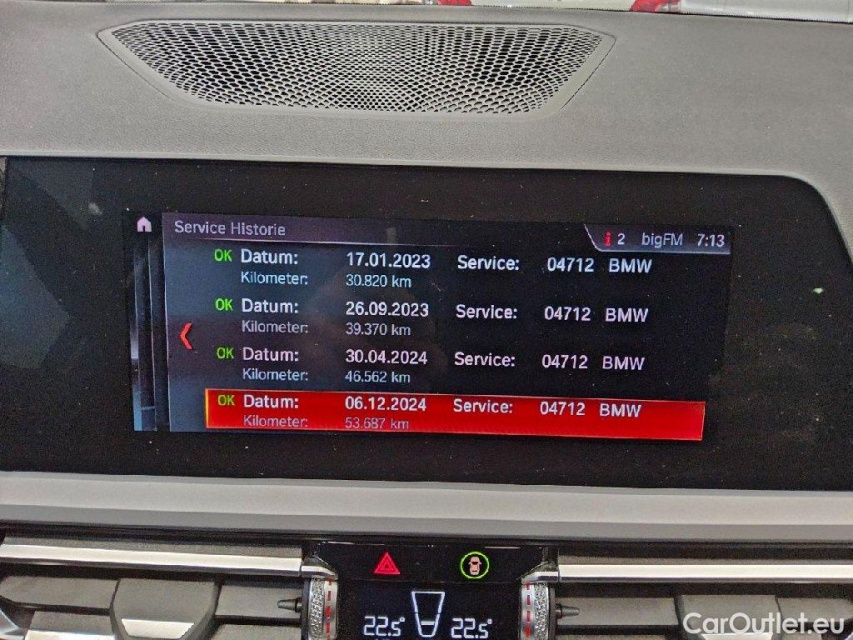 Service Historie
i 2 bigFM 7:13
OK Datum: 17.01.2023 Service: 04712 BMW
Kilometer: 30.820 km
OK Datum: 26.09.2023 Service: 04712 BMW
Kilometer: 39.370 km
OK Datum: 30.04.2024 Service: 04712 BMW
Kilometer: 46.562 km
OK Datum: 06.12.2024 Service: 04712 BMW
Kilometer: 53.687 km
22.5° 22.5°
CarOutlet.eu